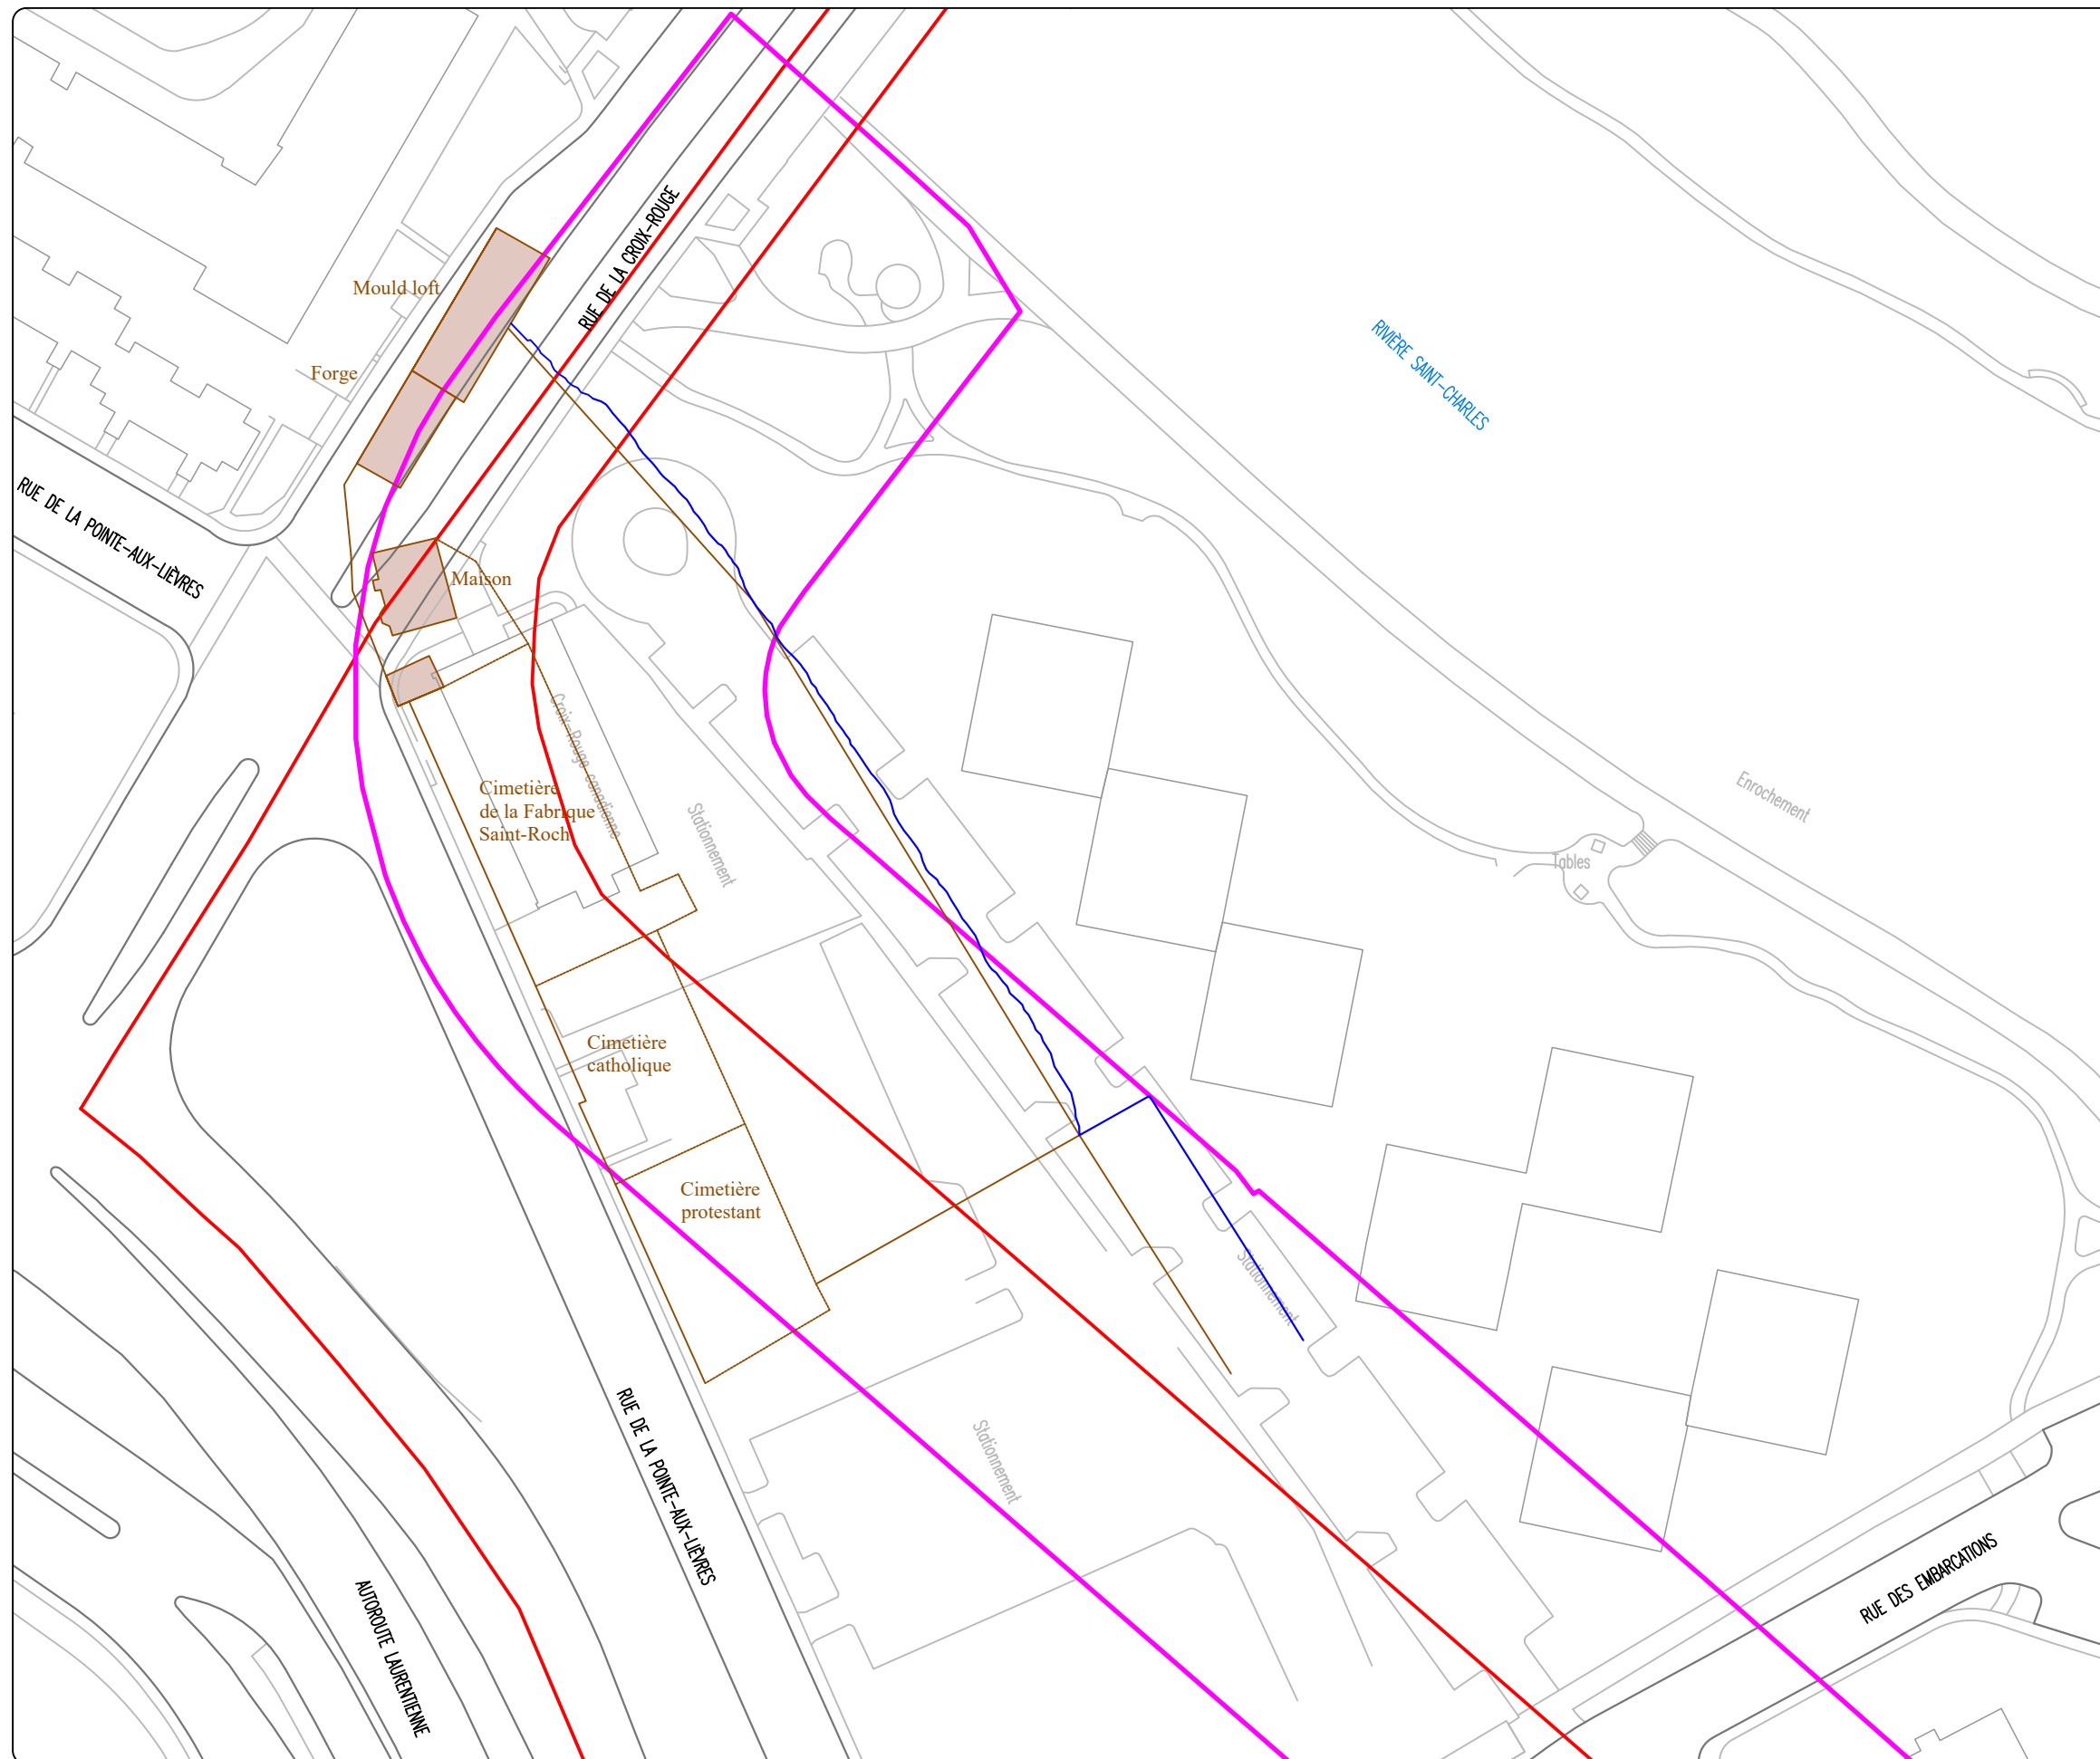 RUE DE LA CROIX-ROUGE
Mould loft
RIVIÈRE SAINT-CHARLES
Forge
RUE DE LA POINTE-AUX-LIÈVRES
Maison
Croix-Rouge canadienne
Cimetière
de la Fabrique
Saint-Roch
Stationnement
Enrochement
Tables
Cimetière
catholique
Cimetière
protestant
Stationnement
RUE DE LA POINTE-AUX-LIÈVRES
Stationnement
RUE DES EMBARCATIONS
AUTOROUTE LAURENTIENNE